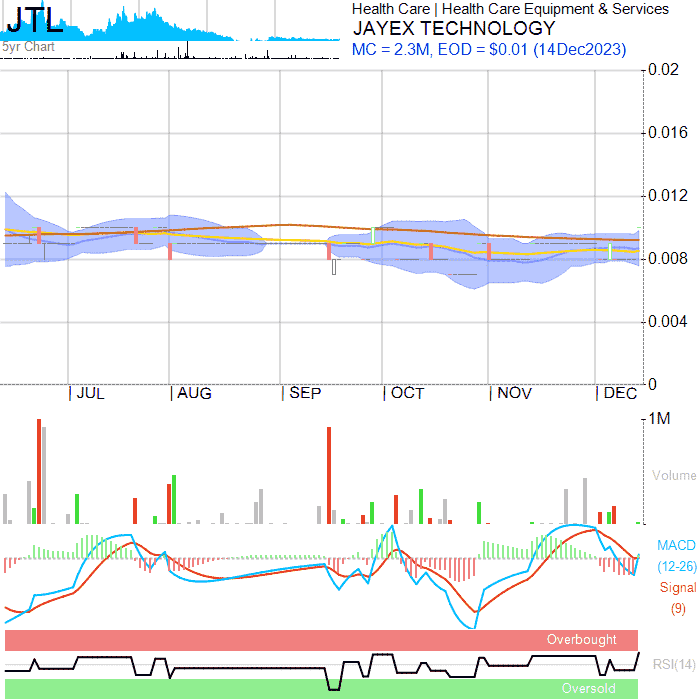 JTL
5yr Chart
Health Care | Health Care Equipment & Services
JAYEX TECHNOLOGY
MC = 2.3M, EOD = $0.01 (14Dec2023)
0.02
0.016
0.012
0.008
0.004
0
JUL
AUG
SEP
OCT
NOV
DEC
1M
Volume
MACD
(12-26)
Signal
(9)
Overbought
RSI(14)
Oversold